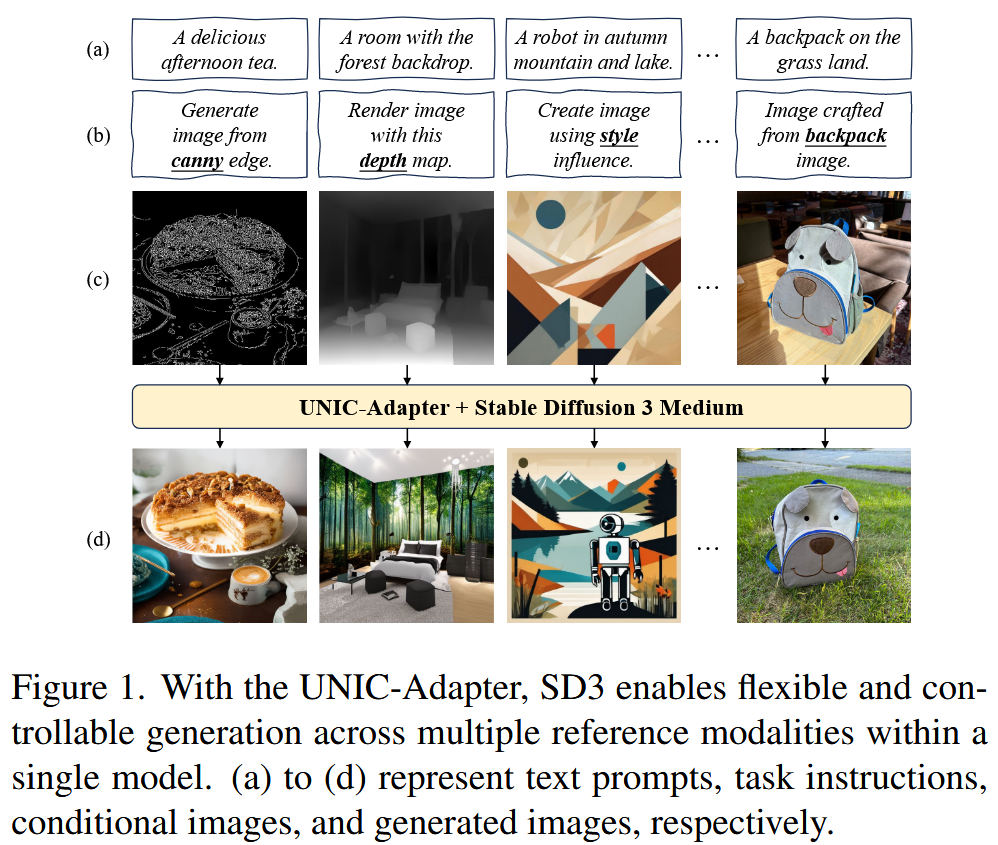 (a)
A delicious
afternoon tea.
A room with the
forest backdrop.
A robot in autumn
mountain and lake.
...
A backpack on the
grass land.
(b)
Generate
image from
canny edge.
Render image
with this
depth map.
Create image
using style
influence.
...
Image crafted
from backpack
image.
(c)
...
UNIC-Adapter + Stable Diffusion 3 Medium
(d)
...
Figure 1. With the UNIC-Adapter, SD3 enables flexible and con-
trollable generation across multiple reference modalities within a
single model. (a) to (d) represent text prompts, task instructions,
conditional images, and generated images, respectively.